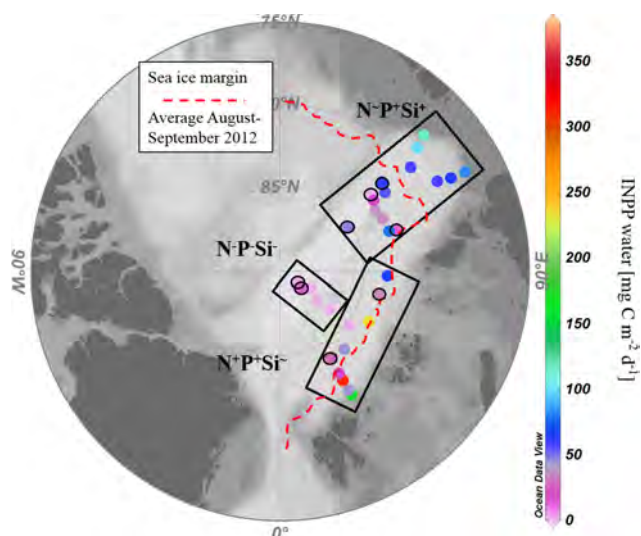 75°N
Sea ice margin
Average August-
September 2012
0°N
85°N
N~P⁺Si⁺
N⁻P⁻Si⁻
N⁺P⁺Si~
90°W
90°E
0°
Ocean Data View
350
300
250
200
150
100
50
0
INPP water [mg C m⁻² d⁻¹]